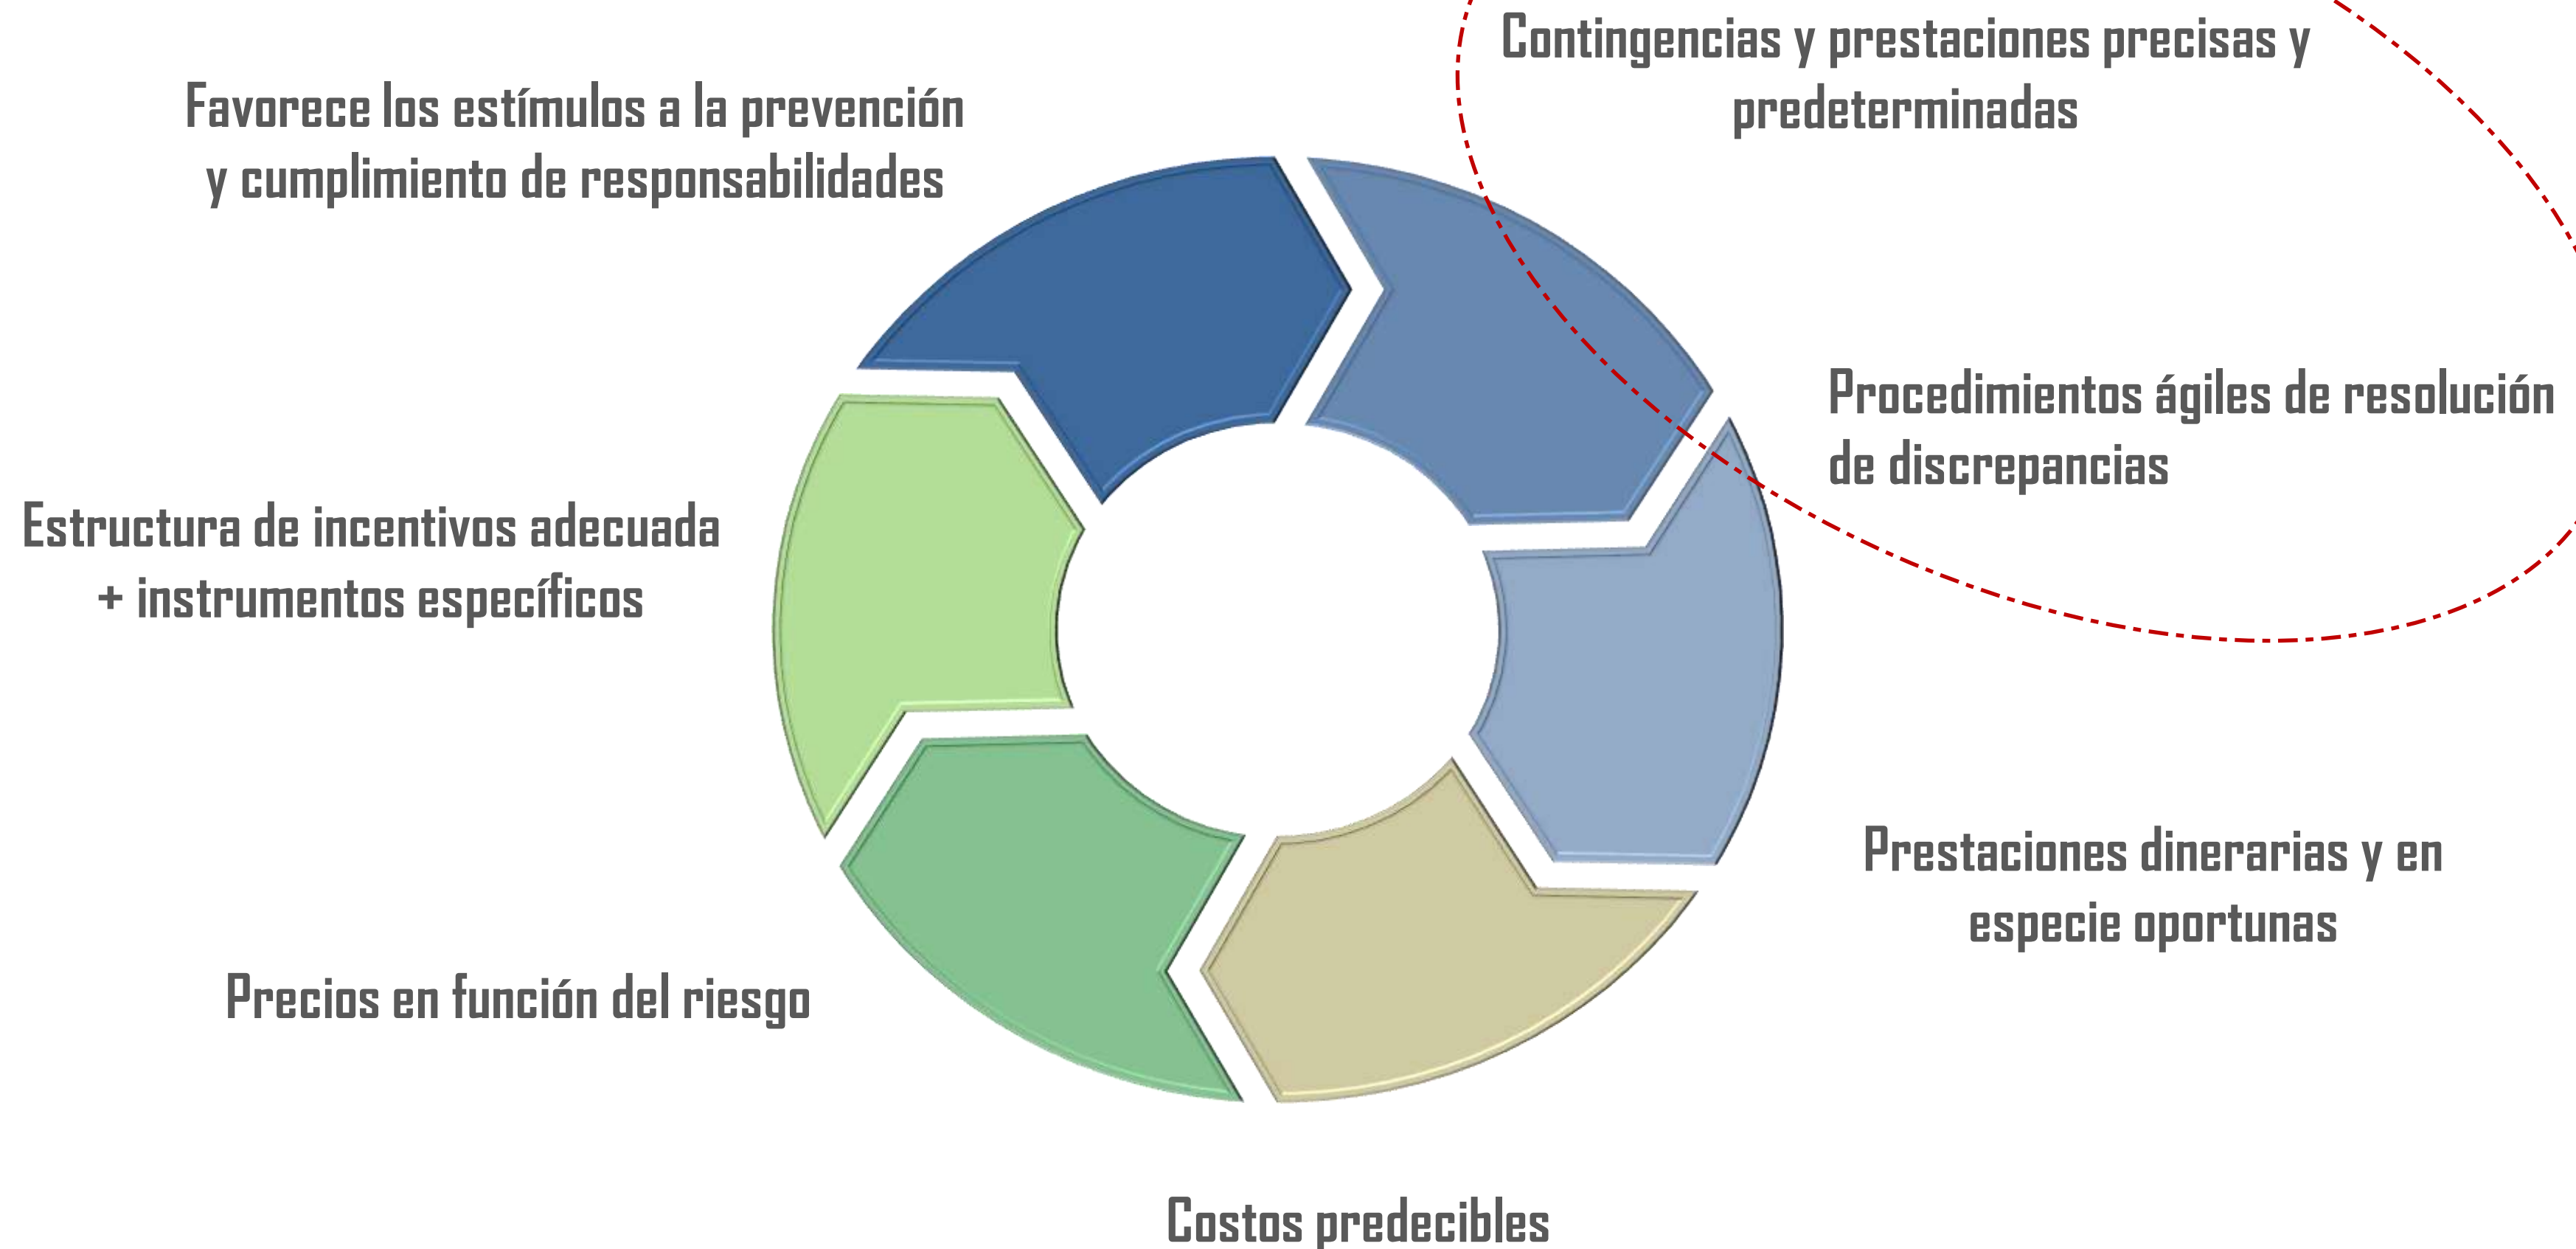 Contingencias y prestaciones precisas y
predeterminadas
Favorece los estímulos a la prevención
y cumplimiento de responsabilidades
Procedimientos ágiles de resolución
de discrepancias
Estructura de incentivos adecuada
+ instrumentos específicos
Prestaciones dinerarias y en
especie oportunas
Precios en función del riesgo
Costos predecibles